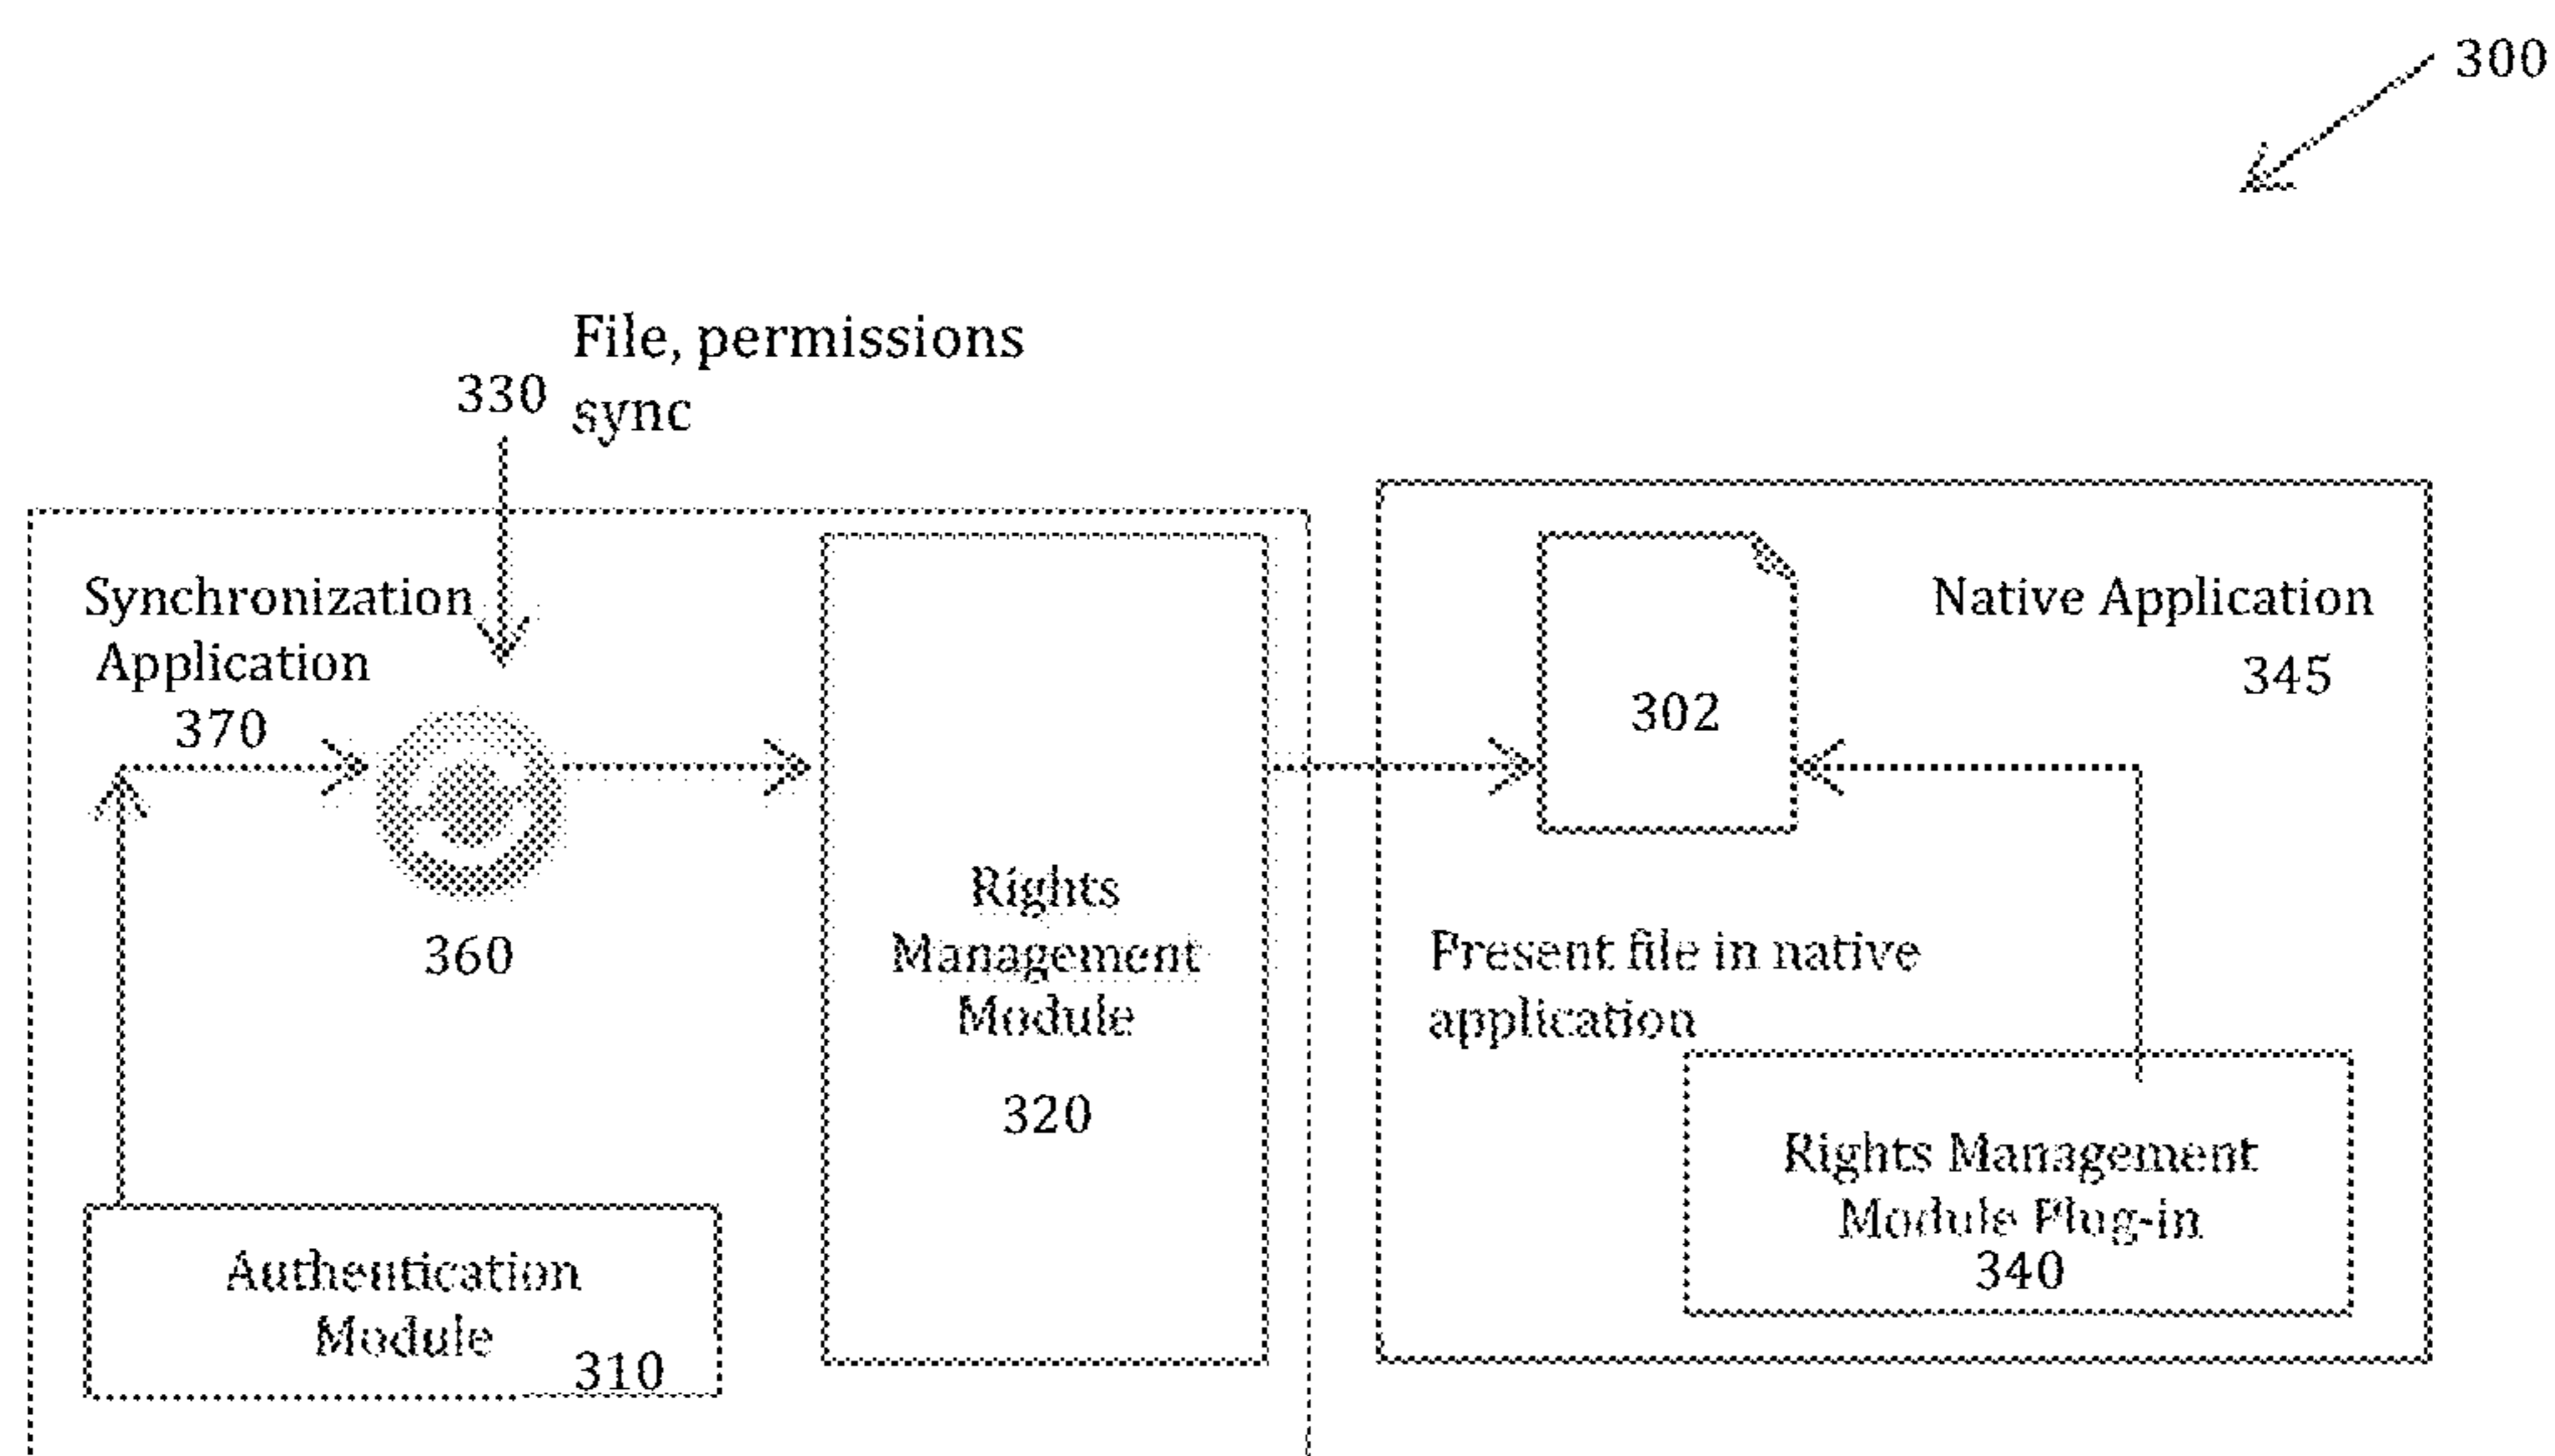 300
File, permissions
330
sync
Synchronization
Application
370
360
Rights
Management
Module
320
Authentication
Module
310
302
Native Application
345
Present file in native
application
Rights Management
Module Plug-in
340